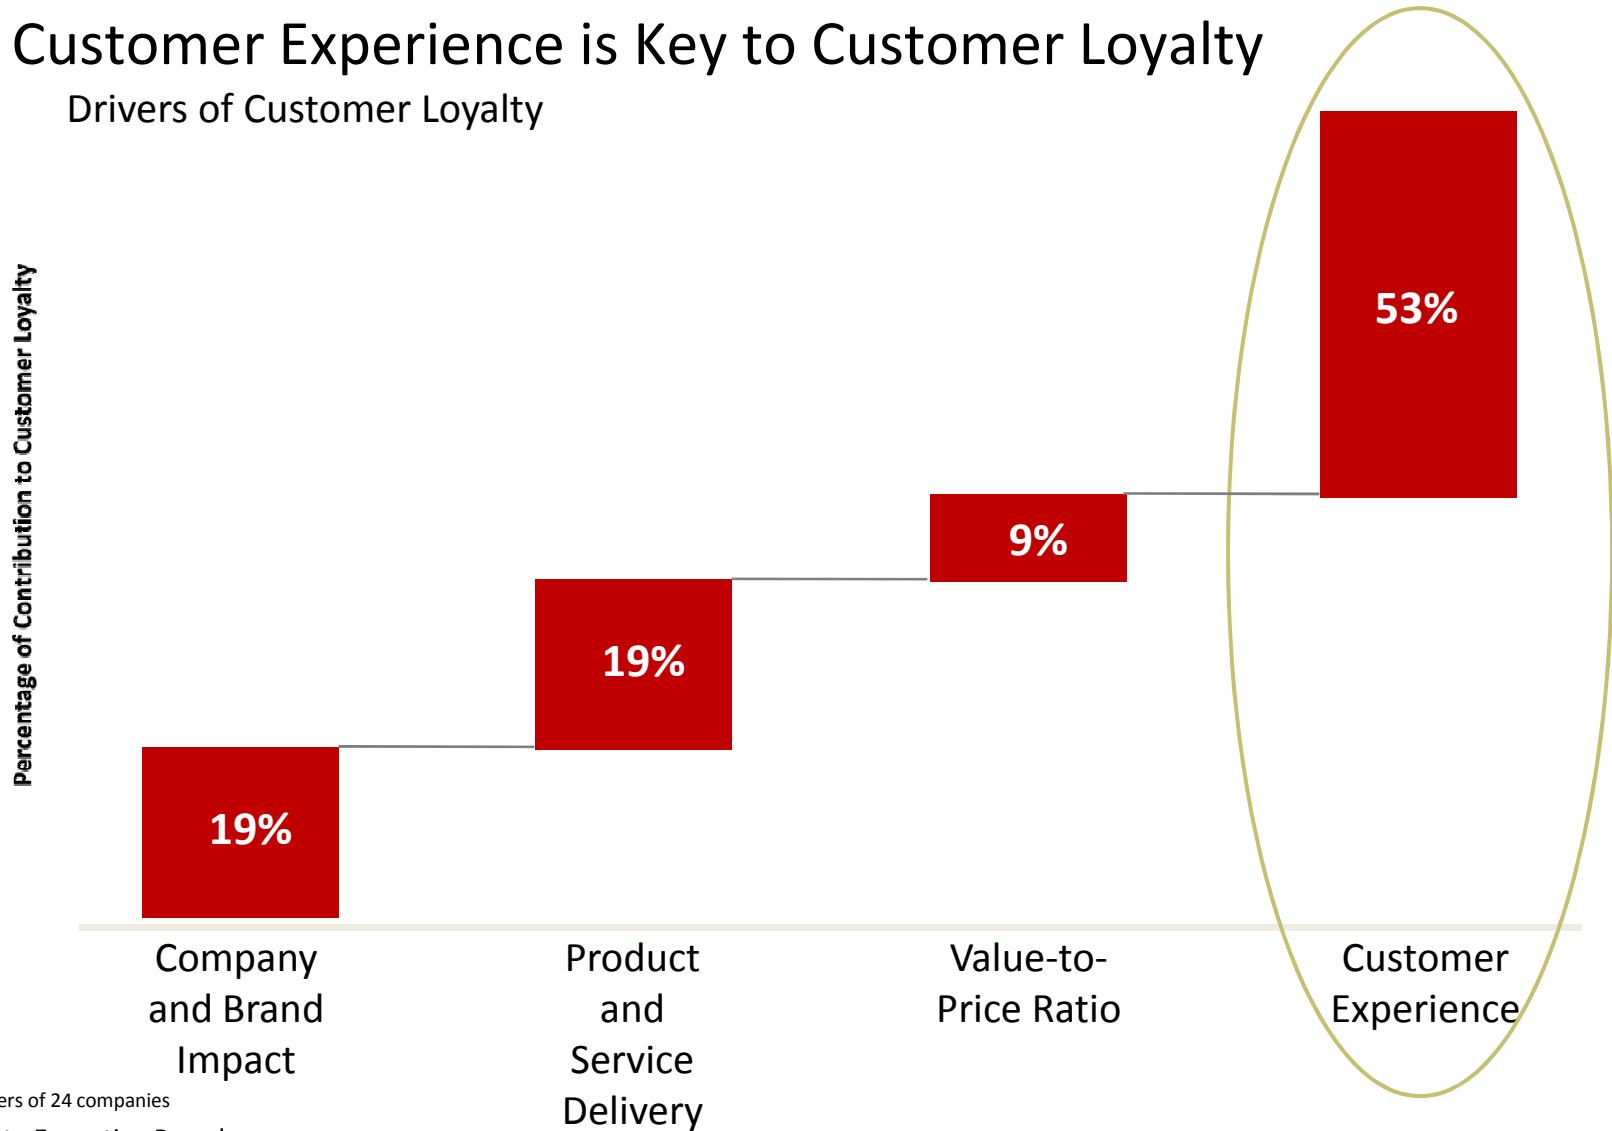 Customer Experience is Key to Customer Loyalty
Drivers of Customer Loyalty
Percentage of Contribution to Customer Loyalty
53%
9%
19%
19%
Company
and Brand
Impact
Product
and
Service
Delivery
Value-to-
Price Ratio
Customer
Experience
of 24 companies